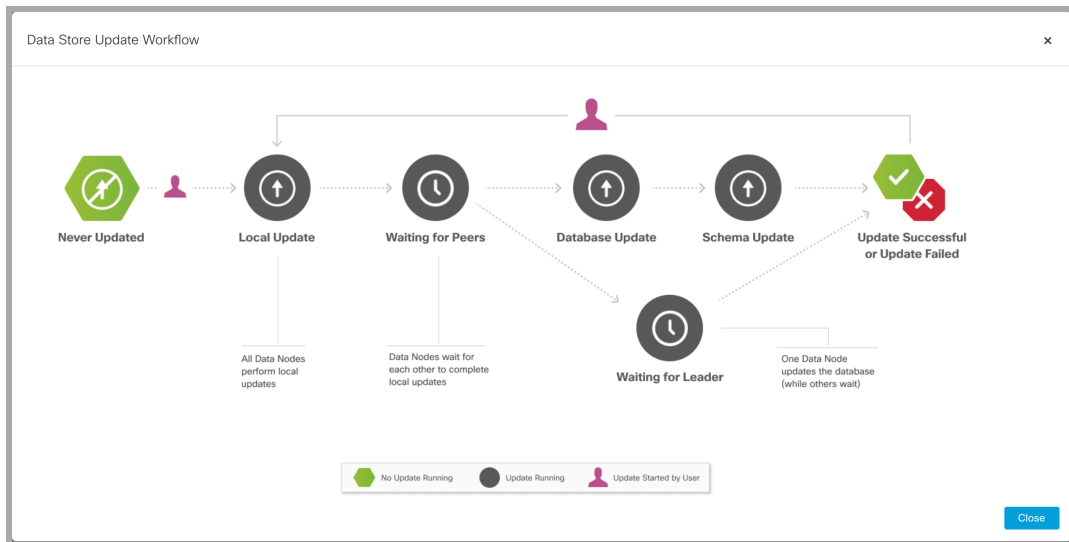 Data Store Update Workflow
×
Never Updated
Local Update
Waiting for Peers
Database Update
Schema Update
Update Successful
or Update Failed
All Data Nodes
perform local
updates
Data Nodes wait for
each other to complete
local updates
Waiting for Leader
One Data Node
updates the database
(while others wait)
No Update Running
Update Running
Update Started by User
Close